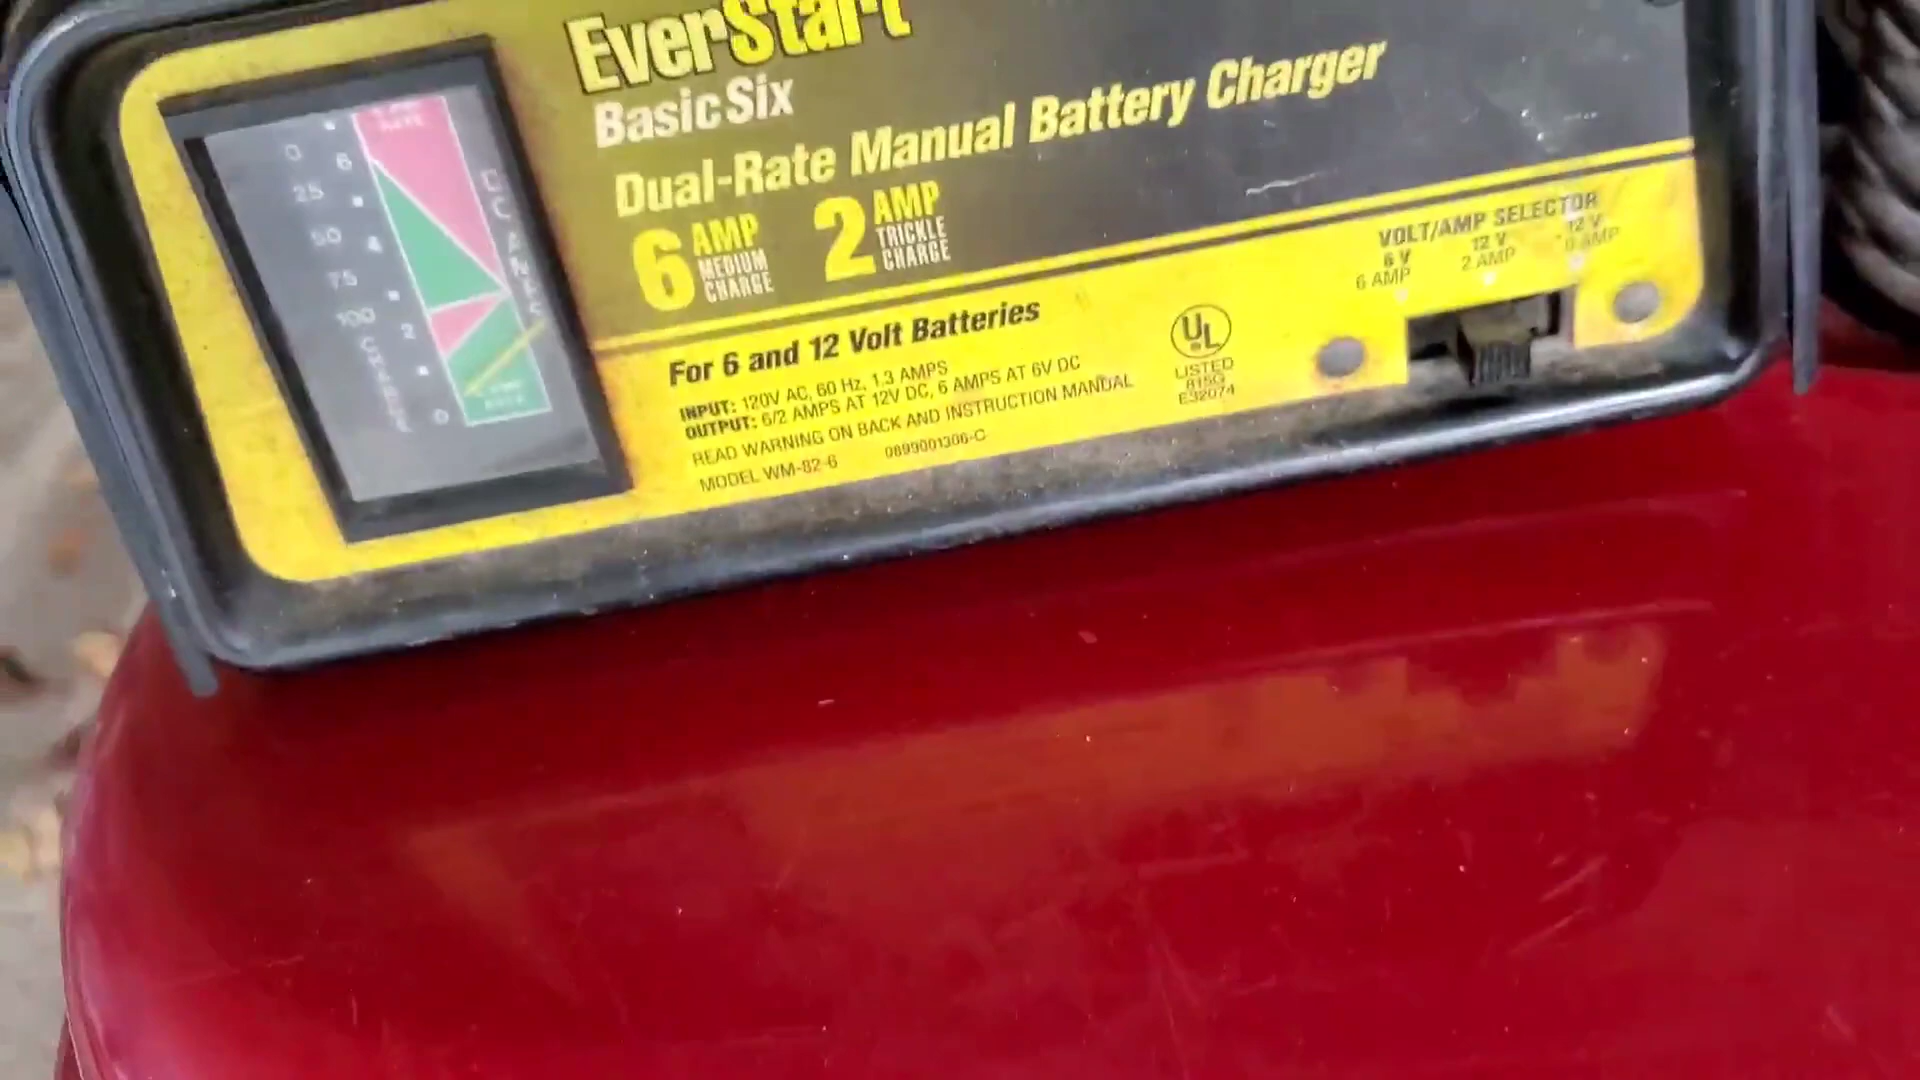 EverStart
Basic Six
Dual-Rate Manual Battery Charger
6 AMP MEDIUM CHARGE
2 AMP TRICKLE CHARGE
VOLT/AMP SELECTOR
6 V 6 AMP
12 V 2 AMP
12 V 6 AMP
For 6 and 12 Volt Batteries
INPUT: 120V AC, 60 Hz, 1.3 AMPS
OUTPUT: 6/2 AMPS AT 12V DC, 6 AMPS AT 6V DC
READ WARNING ON BACK AND INSTRUCTION MANUAL
MODEL WM-82-6 0899001306-C
UL
LISTED
815G
E32074
RATE
0 6
25
50 4
75
100 2
0